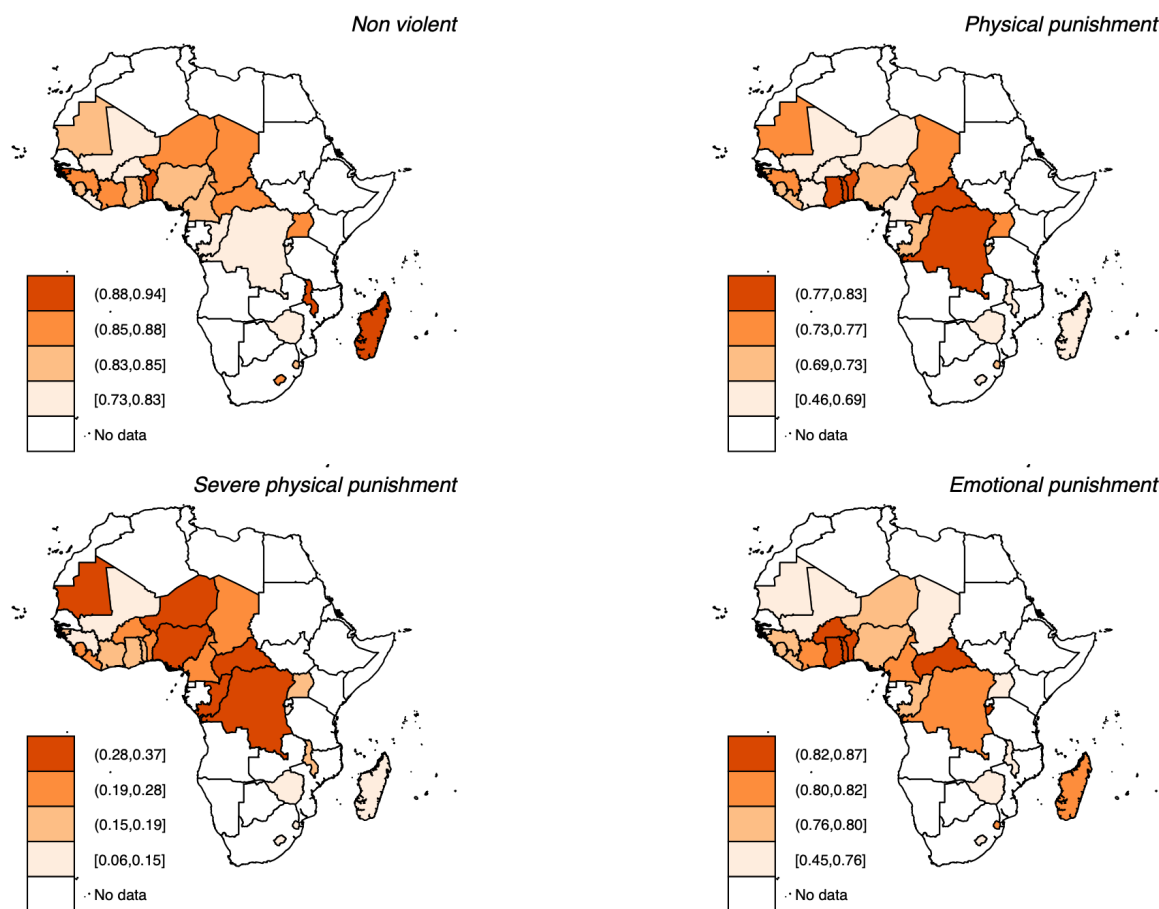 Non violent
(0.88,0.94]
(0.85,0.88]
(0.83,0.85]
[0.73,0.83]
No data
Physical punishment
(0.77,0.83]
(0.73,0.77]
(0.69,0.73]
[0.46,0.69]
No data
Severe physical punishment
(0.28,0.37]
(0.19,0.28]
(0.15,0.19]
[0.06,0.15]
No data
Emotional punishment
(0.82,0.87]
(0.80,0.82]
(0.76,0.80]
[0.45,0.76]
No data